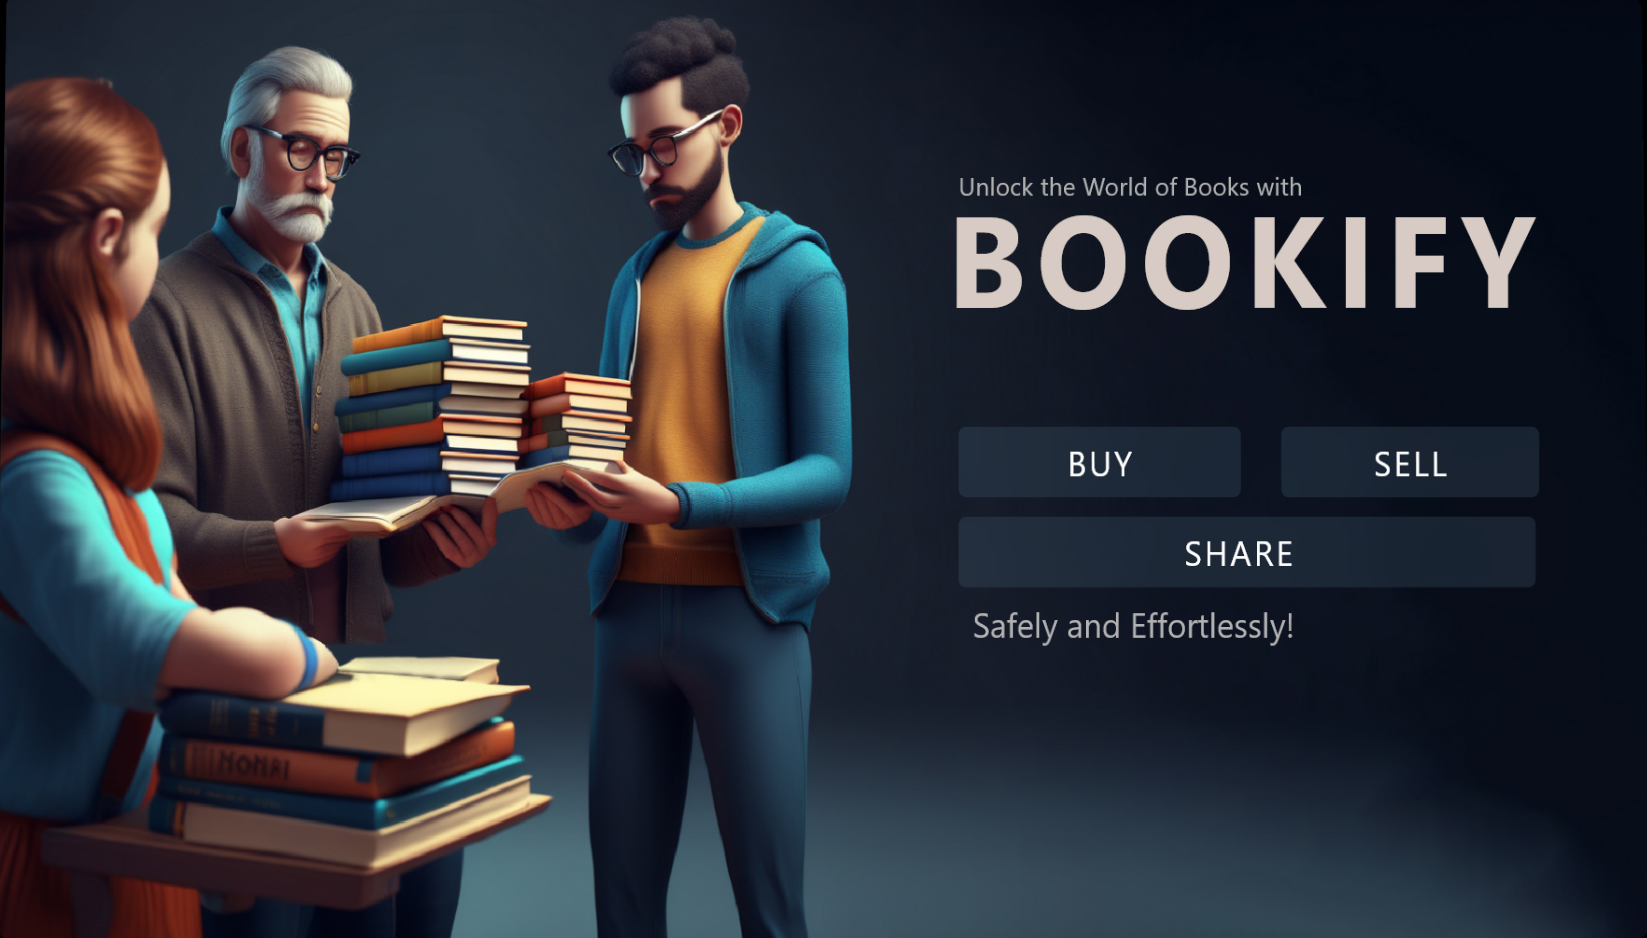 Unlock the World of Books with
BOOKIFY
BUY
SELL
SHARE
Safely and Effortlessly!